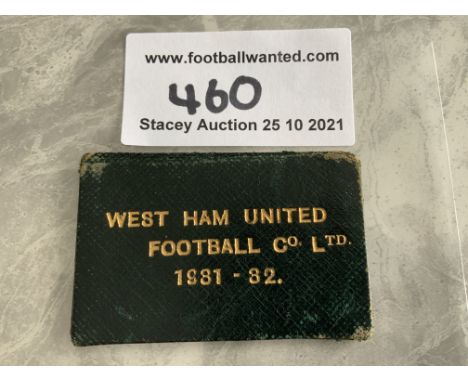 www.footballwanted.com
460
Stacey Auction 25 10 2021
WEST HAM UNITED
FOOTBALL CO. LTD.
1931 - 32.